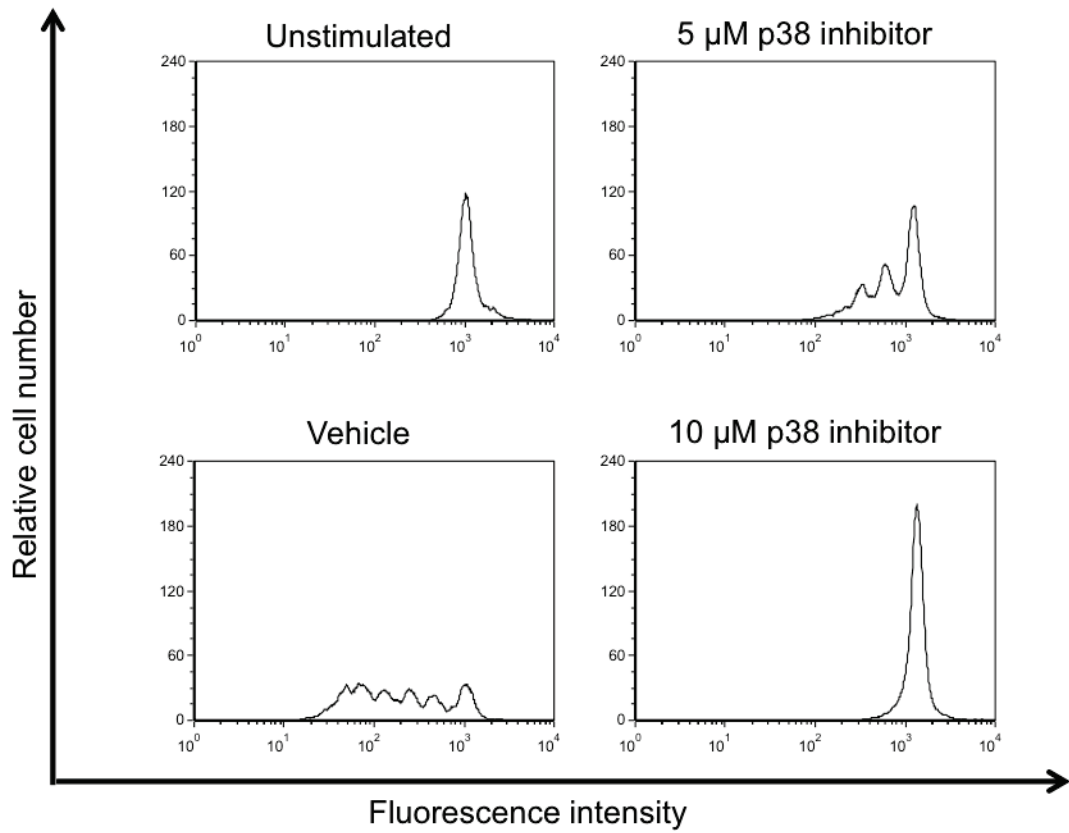 Unstimulated
240
180
120
60
0
10⁰ 10¹ 10² 10³ 10⁴
5 µM p38 inhibitor
240
180
120
60
0
10⁰ 10¹ 10² 10³ 10⁴
Vehicle
240
180
120
60
0
10⁰ 10¹ 10² 10³ 10⁴
10 µM p38 inhibitor
240
180
120
60
0
10⁰ 10¹ 10² 10³ 10⁴
Relative cell number
Fluorescence intensity